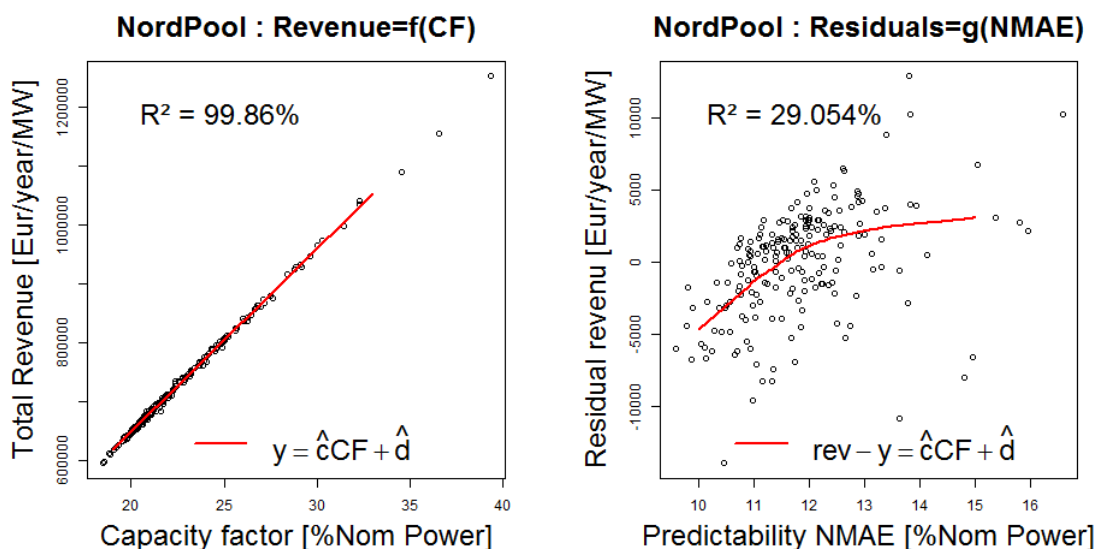 NordPool : Revenue=f(CF)
Total Revenue [Eur/year/MW]
1200000
1000000
800000
600000
R² = 99.86%
y = ĉCF + d̂
20
25
30
35
40
Capacity factor [%Nom Power]
NordPool : Residuals=g(NMAE)
Residual revenu [Eur/year/MW]
10000
5000
0
-5000
-10000
R² = 29.054%
rev − y = ĉCF + d̂
10
11
12
13
14
15
16
Predictability NMAE [%Nom Power]